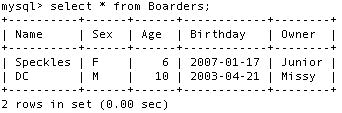 mysql> select * from Boarders;
+----------+------+------+------------+--------+
| Name     | Sex  | Age  | Birthday   | Owner  |
+----------+------+------+------------+--------+
| Speckles | F    |    6 | 2007-01-17 | Junior |
| DC       | M    |   10 | 2003-04-21 | Missy  |
+----------+------+------+------------+--------+
2 rows in set (0.00 sec)